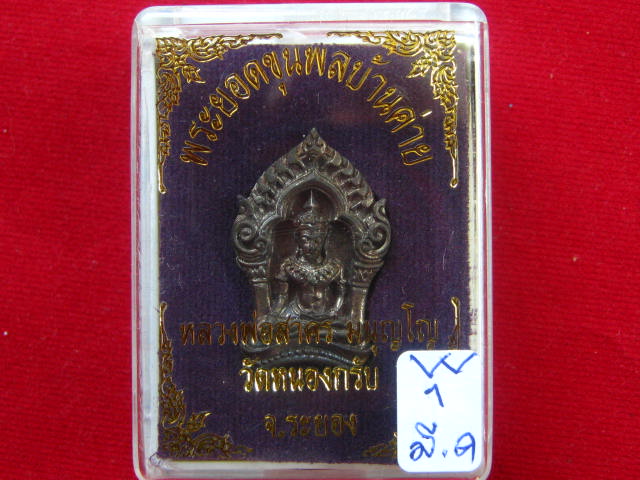 พระยอดขุนพลบ้านค่าย
หลวงพ่อสาคร มนุญโญ
วัดหนองกรับ
จ.ระยอง